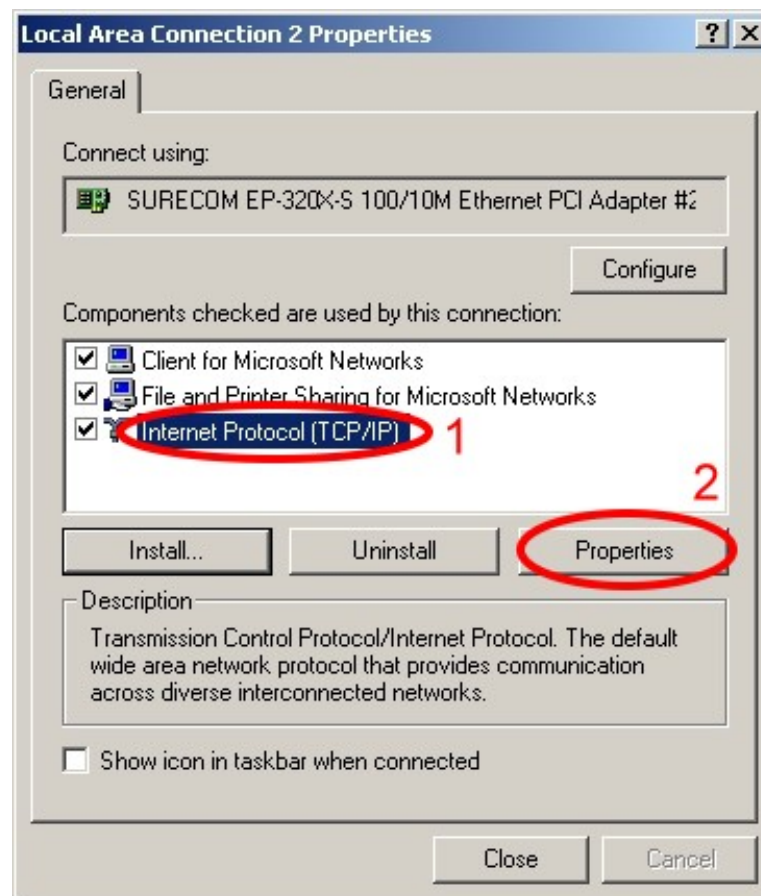 Local Area Connection 2 Properties
? X
General
Connect using:
SURECOM EP-320X-S 100/10M Ethernet PCI Adapter #2
Configure
Components checked are used by this connection:
Client for Microsoft Networks
File and Printer Sharing for Microsoft Networks
Internet Protocol (TCP/IP) 1
2
Install... Uninstall Properties
Description
Transmission Control Protocol/Internet Protocol. The default
wide area network protocol that provides communication
across diverse interconnected networks.
Show icon in taskbar when connected
Close Cancel